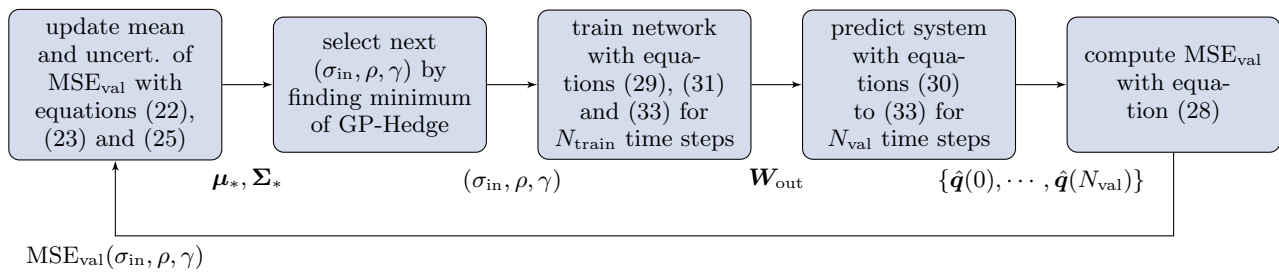 update mean
and uncert. of
MSE_val with
equations (22),
(23) and (25)
select next
(σ_in, ρ, γ) by
finding minimum
of GP-Hedge
train network
with equa-
tions (29), (31)
and (33) for
N_train time steps
predict system
with equa-
tions (30)
to (33) for
N_val time steps
compute MSE_val
with equa-
tion (28)
μ_*, Σ_*
(σ_in, ρ, γ)
W_out
{q̂(0), ⋯ , q̂(N_val)}
MSE_val(σ_in, ρ, γ)